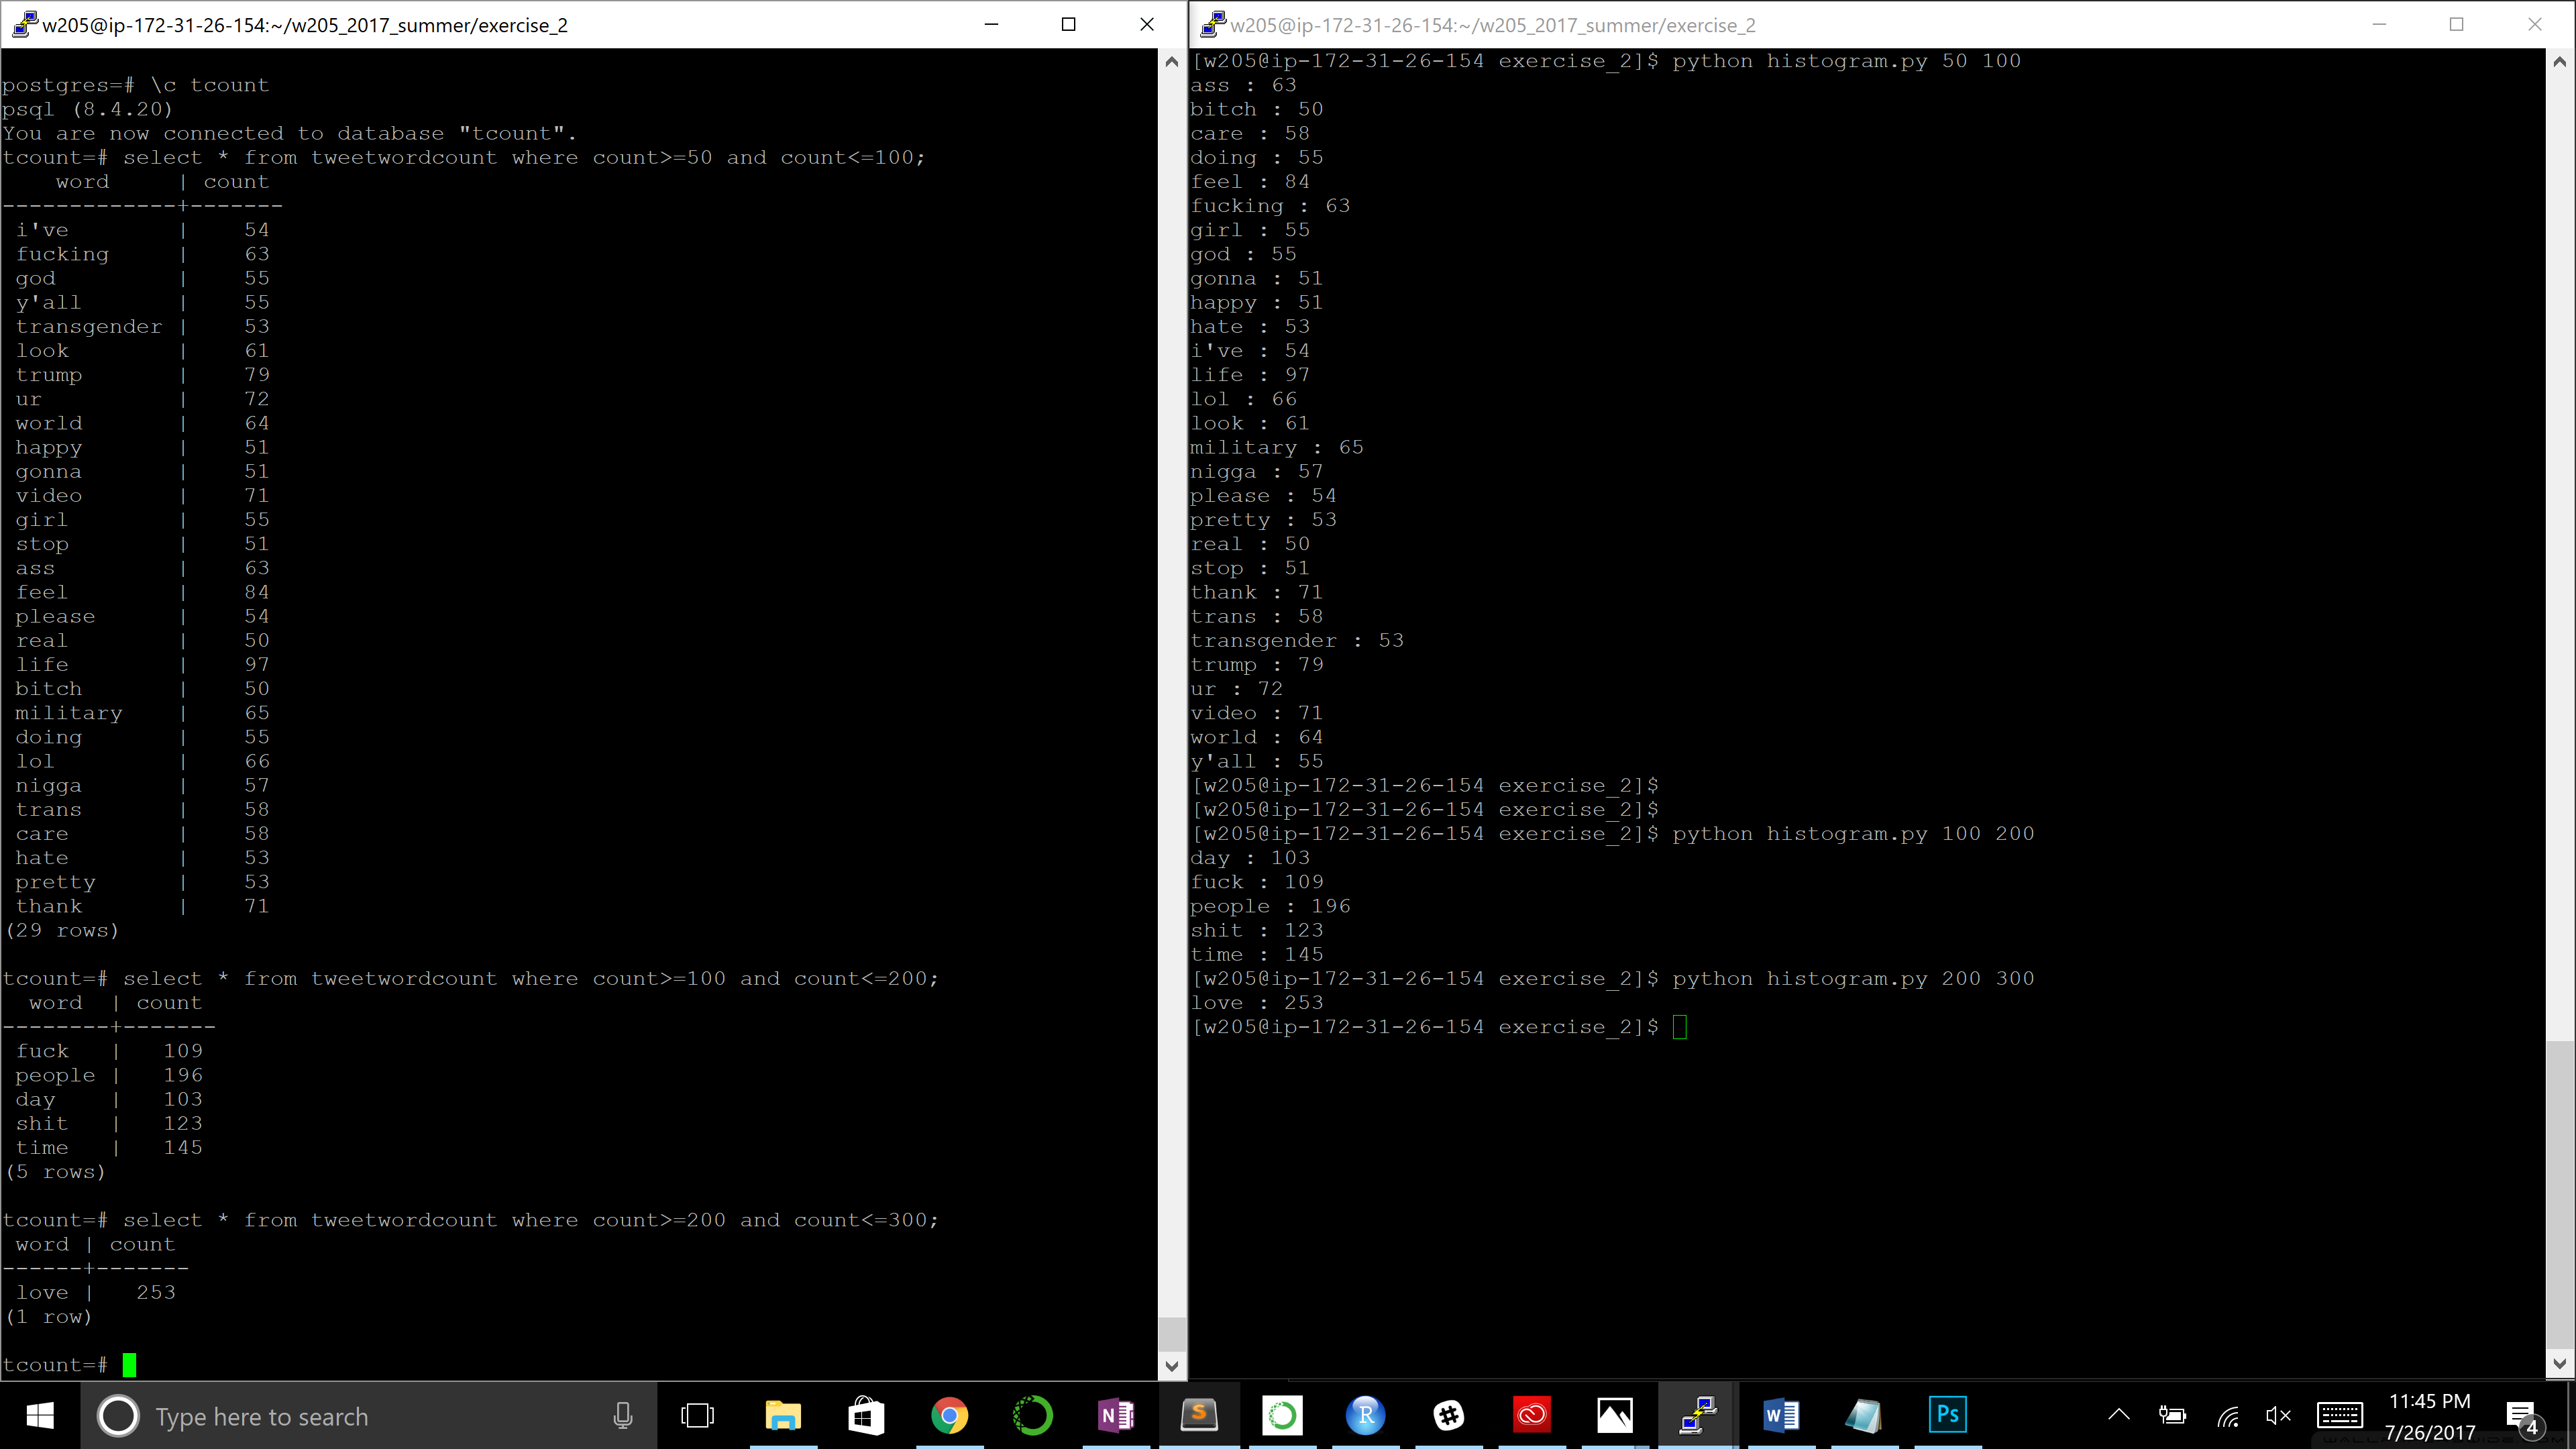 w205@ip-172-31-26-154:~/w205_2017_summer/exercise_2
postgres=# \c tcount
psql (8.4.20)
You are now connected to database "tcount".
tcount=# select * from tweetwordcount where count>=50 and count<=100;
word | count
-------------+-------
i've | 54
fucking | 63
god | 55
y'all | 55
transgender | 53
look | 61
trump | 79
ur | 72
world | 64
happy | 51
gonna | 51
video | 71
girl | 55
stop | 51
ass | 63
feel | 84
please | 54
real | 50
life | 97
bitch | 50
military | 65
doing | 55
lol | 66
nigga | 57
trans | 58
care | 58
hate | 53
pretty | 53
thank | 71
(29 rows)
tcount=# select * from tweetwordcount where count>=100 and count<=200;
word | count
--------+-------
fuck | 109
people | 196
day | 103
shit | 123
time | 145
(5 rows)
tcount=# select * from tweetwordcount where count>=200 and count<=300;
word | count
------+-------
love | 253
(1 row)
tcount=#
w205@ip-172-31-26-154:~/w205_2017_summer/exercise_2
[w205@ip-172-31-26-154 exercise_2]$ python histogram.py 50 100
ass : 63
bitch : 50
care : 58
doing : 55
feel : 84
fucking : 63
girl : 55
god : 55
gonna : 51
happy : 51
hate : 53
i've : 54
life : 97
lol : 66
look : 61
military : 65
nigga : 57
please : 54
pretty : 53
real : 50
stop : 51
thank : 71
trans : 58
transgender : 53
trump : 79
ur : 72
video : 71
world : 64
y'all : 55
[w205@ip-172-31-26-154 exercise_2]$
[w205@ip-172-31-26-154 exercise_2]$
[w205@ip-172-31-26-154 exercise_2]$ python histogram.py 100 200
day : 103
fuck : 109
people : 196
shit : 123
time : 145
[w205@ip-172-31-26-154 exercise_2]$ python histogram.py 200 300
love : 253
[w205@ip-172-31-26-154 exercise_2]$
Type here to search
N
S
R
W
Ps
11:45 PM
7/26/2017
4